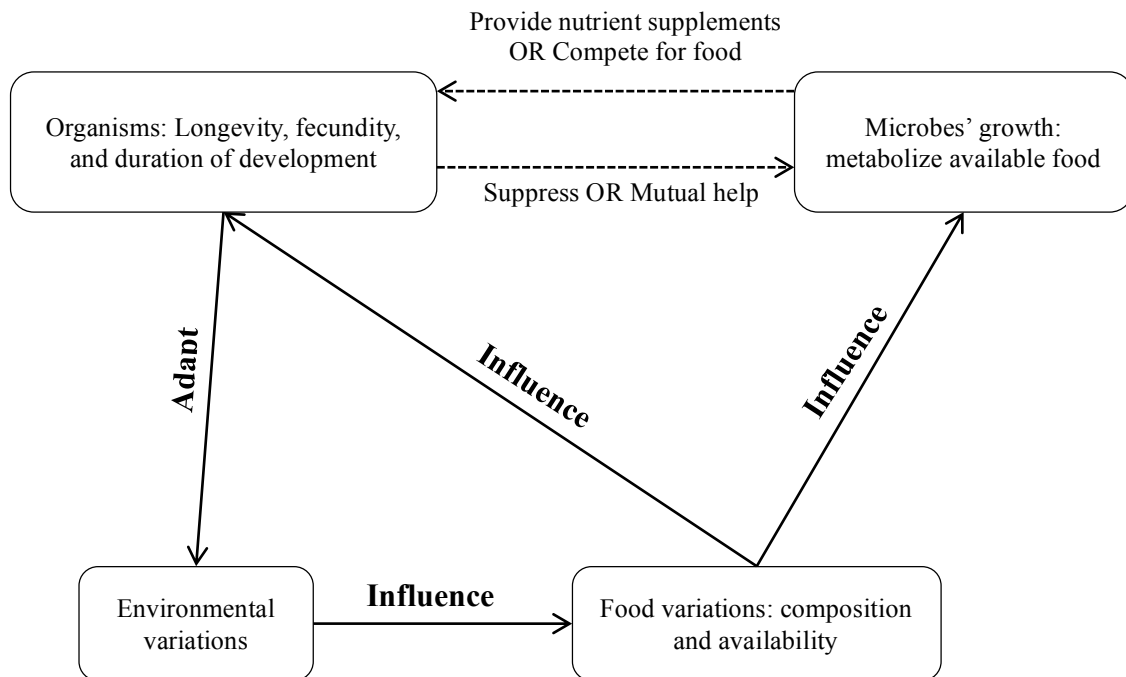 Provide nutrient supplements
OR Compete for food
Organisms: Longevity, fecundity,
and duration of development
Microbes’ growth:
metabolize available food
Suppress OR Mutual help
Adapt
Influence
Influence
Environmental
variations
Influence
Food variations: composition
and availability